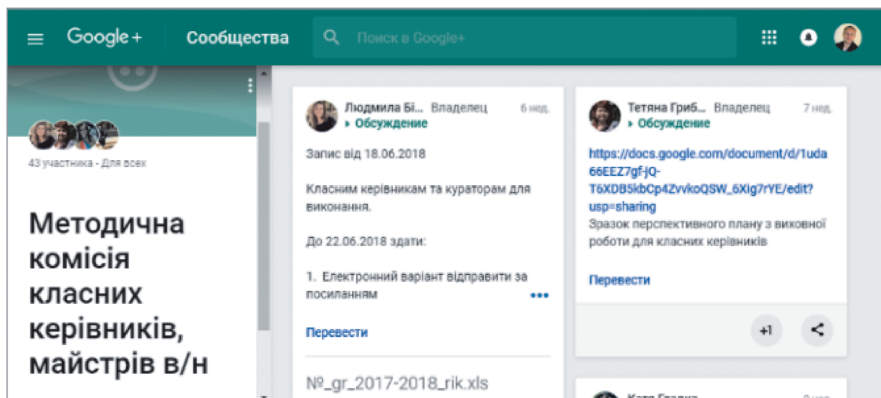 Google+ Сообщества Поиск в Google+
43 участника - Для всех
Методична
комісія
класних
керівників,
майстрів в/н
Людмила Бі... Владелец 6 нед.
Обсуждение
Запис від 18.06.2018
Класним керівникам та кураторам для
виконання.
До 22.06.2018 здати:
1. Електронний варіант відправити за
посиланням
Перевести
№_gr_2017-2018_rik.xls
Тетяна Гриб... Владелец 7 нед.
Обсуждение
https://docs.google.com/document/d/1uda
66EEZ7gf-jQ-
T6XDB5kbCp4ZvvkoQSW_6Xig7rYE/edit?
usp=sharing
Зразок перспективного плану з виховної
роботи для класних керівників
Перевести
+1